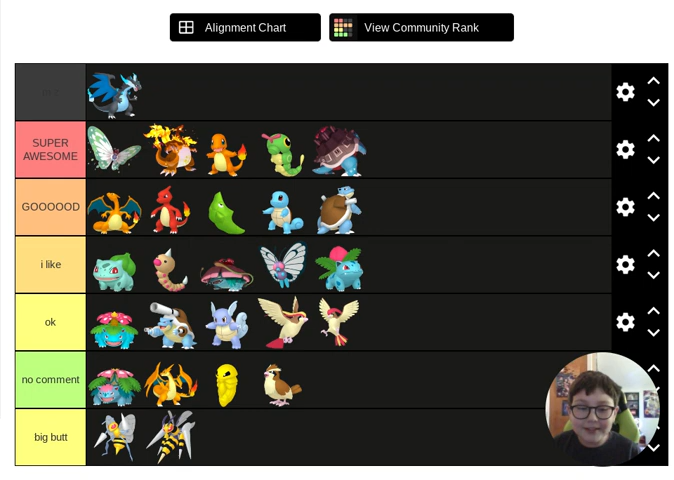 Alignment Chart
View Community Rank
SUPER
AWESOME
GOOOOOD
i like
ok
no comment
big butt